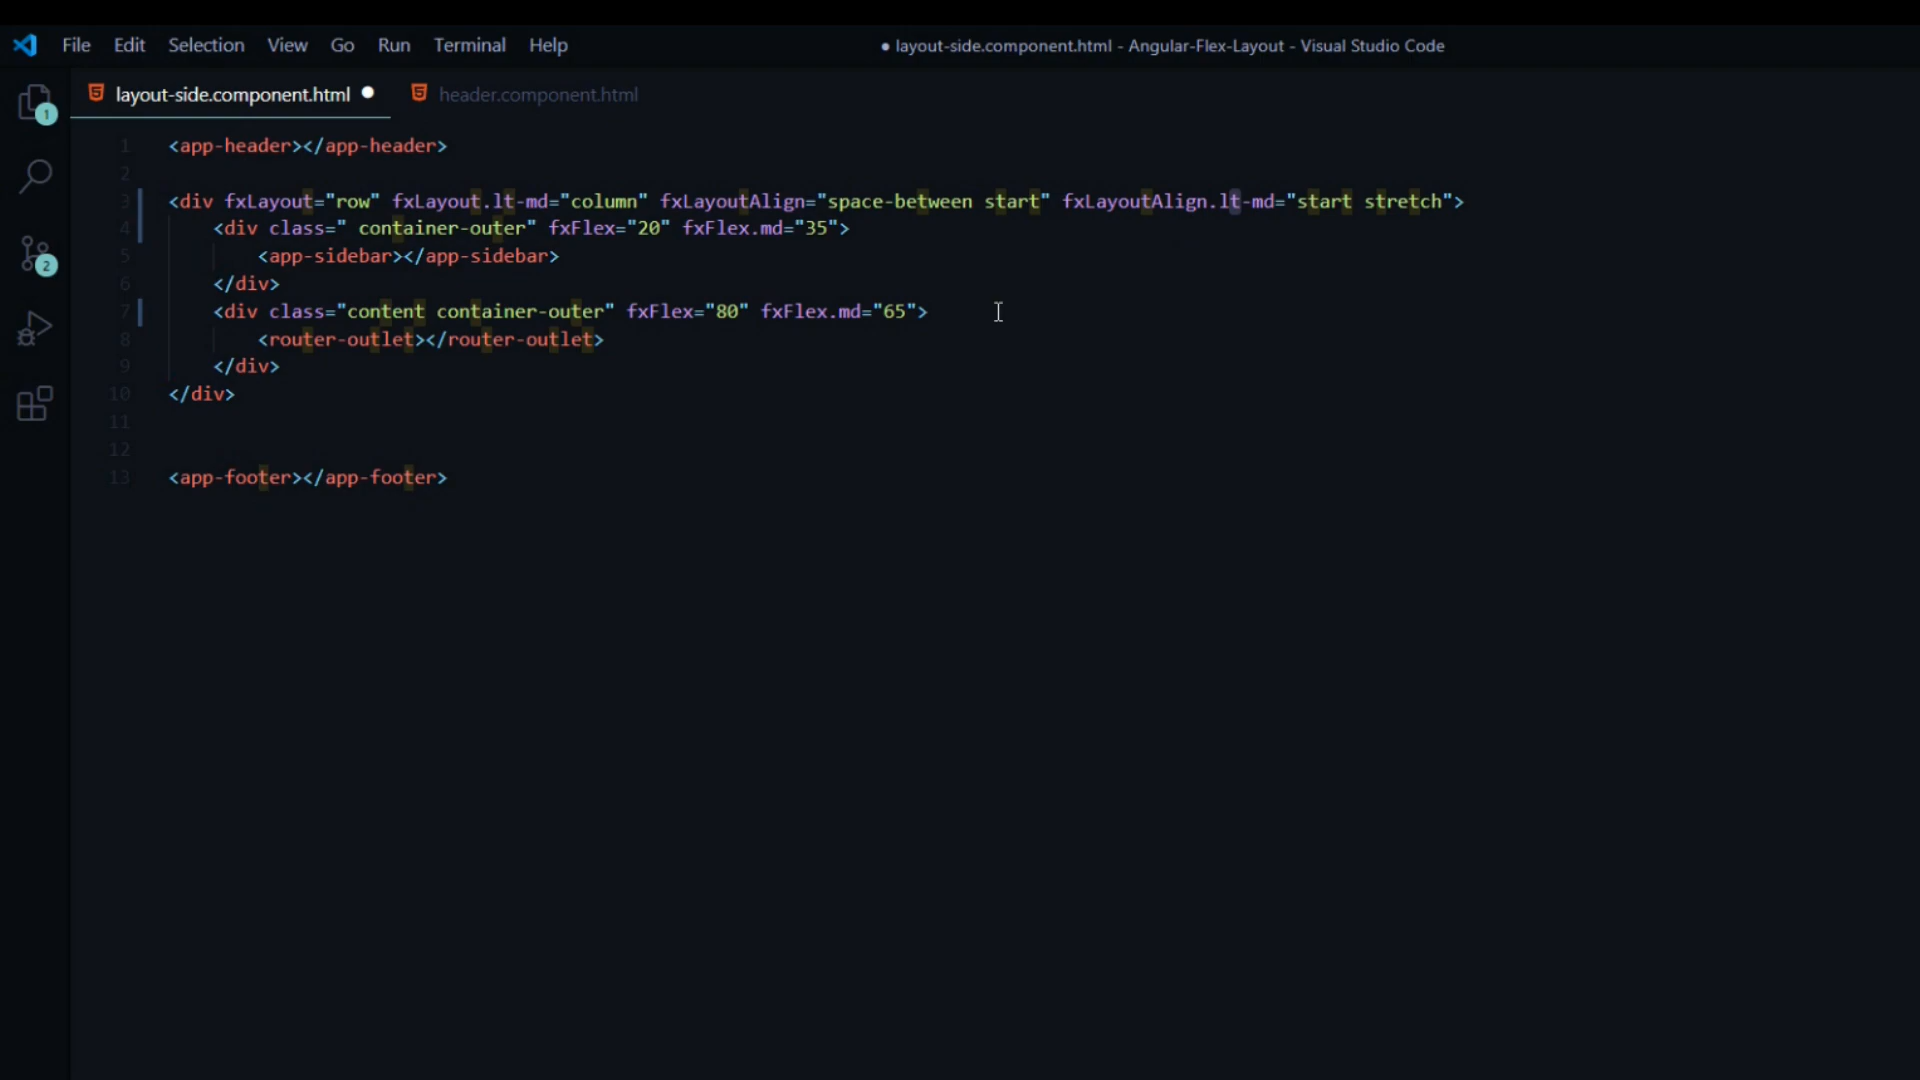 File Edit Selection View Go Run Terminal Help
● layout-side.component.html - Angular-Flex-Layout - Visual Studio Code
layout-side.component.html ● header.component.html
1
2
1 <app-header></app-header>
2
3 <div fxLayout="row" fxLayout.lt-md="column" fxLayoutAlign="space-between start" fxLayoutAlign.lt-md="start stretch">
4 <div class=" container-outer" fxFlex="20" fxFlex.md="35">
5 <app-sidebar></app-sidebar>
6 </div>
7 <div class="content container-outer" fxFlex="80" fxFlex.md="65">
8 <router-outlet></router-outlet>
9 </div>
10 </div>
11
12
13 <app-footer></app-footer>